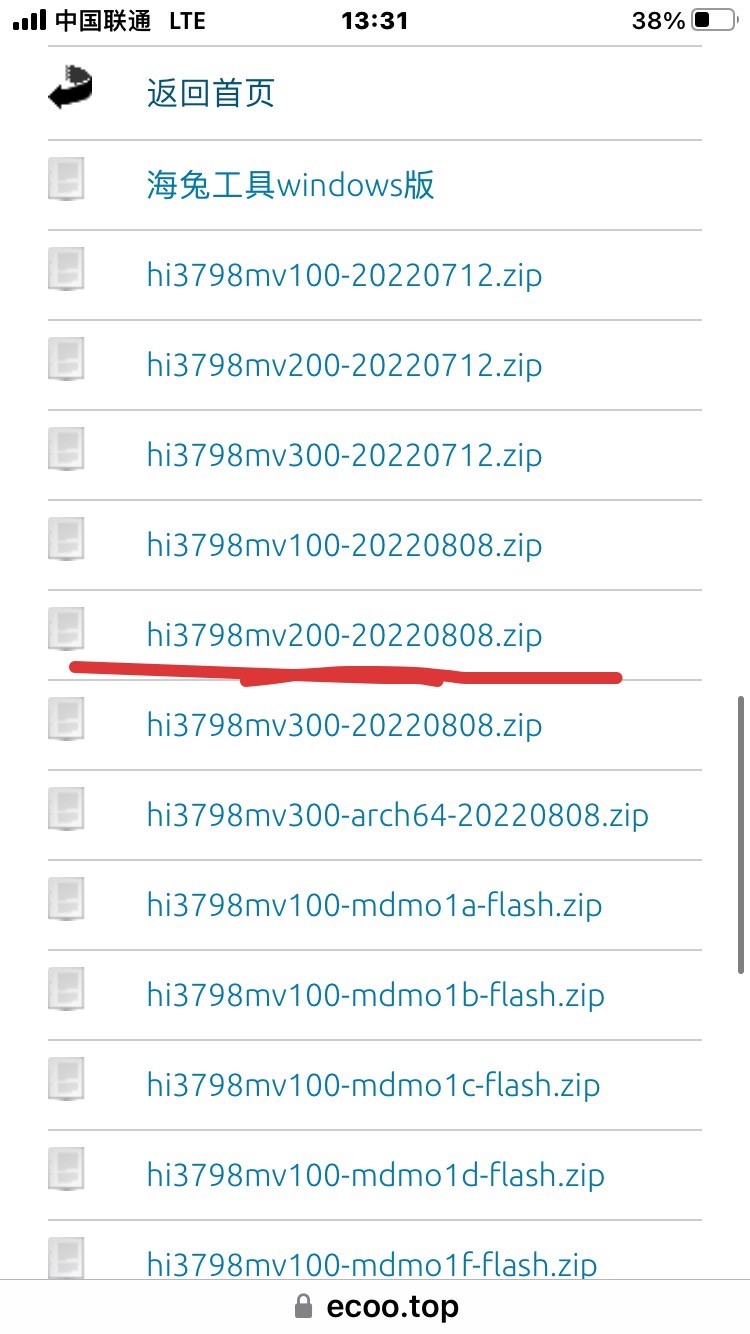 中国联通 LTE 13:31 38%
返回首页
海兔工具windows版
hi3798mv100-20220712.zip
hi3798mv200-20220712.zip
hi3798mv300-20220712.zip
hi3798mv100-20220808.zip
hi3798mv200-20220808.zip
hi3798mv300-20220808.zip
hi3798mv300-arch64-20220808.zip
hi3798mv100-mdmo1a-flash.zip
hi3798mv100-mdmo1b-flash.zip
hi3798mv100-mdmo1c-flash.zip
hi3798mv100-mdmo1d-flash.zip
hi3798mv100-mdmo1f-flash.zip
ecoo.top